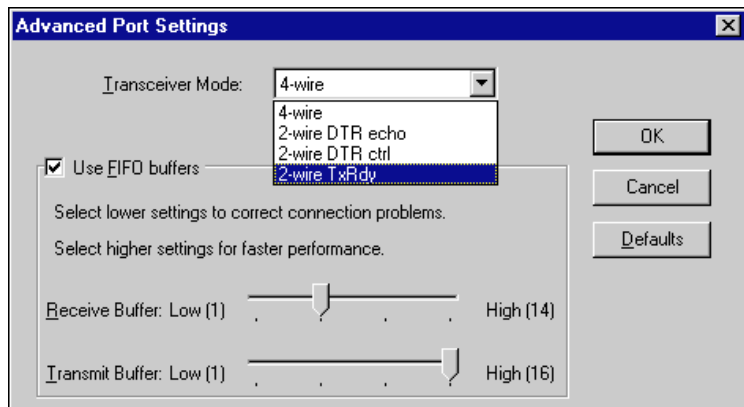 Advanced Port Settings
Transceiver Mode: 4-wire
4-wire
2-wire DTR echo
2-wire DTR ctrl
2-wire TxRdy
OK
Cancel
Defaults
Use FIFO buffers
Select lower settings to correct connection problems.
Select higher settings for faster performance.
Receive Buffer: Low (1) High (14)
Transmit Buffer: Low (1) High (16)